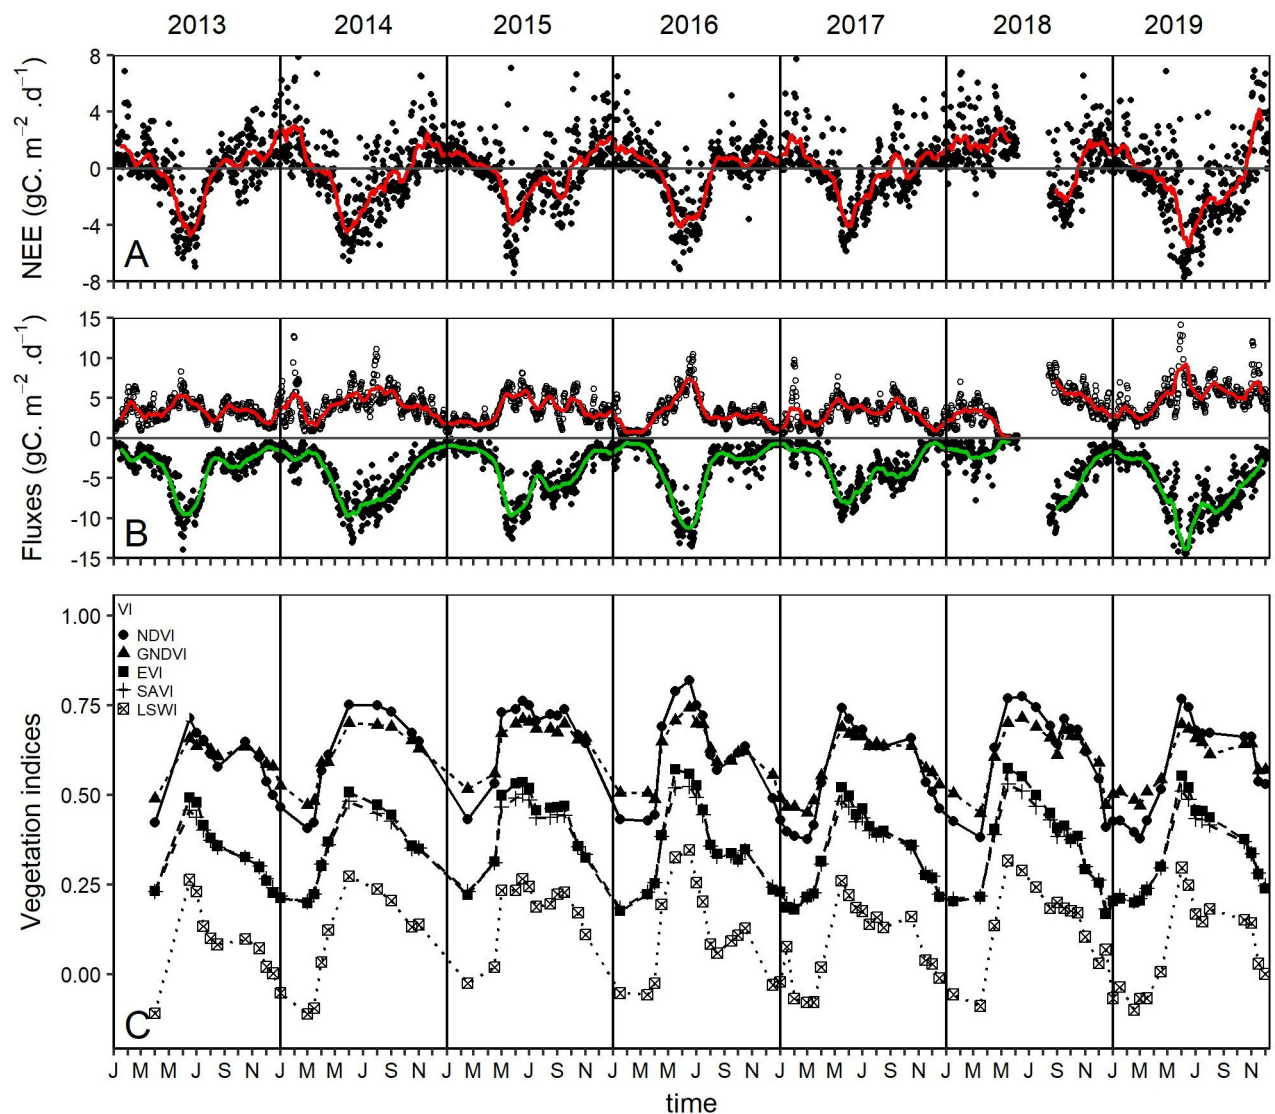 2013 2014 2015 2016 2017 2018 2019
NEE (gC. m⁻² .d⁻¹)
8
4
0
-4
-8
A
Fluxes (gC. m⁻² .d⁻¹)
15
10
5
0
-5
-10
-15
B
Vegetation indices
1.00
0.75
0.50
0.25
0.00
VI
NDVI
GNDVI
EVI
SAVI
LSWI
C
J M M J S N J M M J S N J M M J S N J M M J S N J M M J S N J M M J S N J M M J S N
time